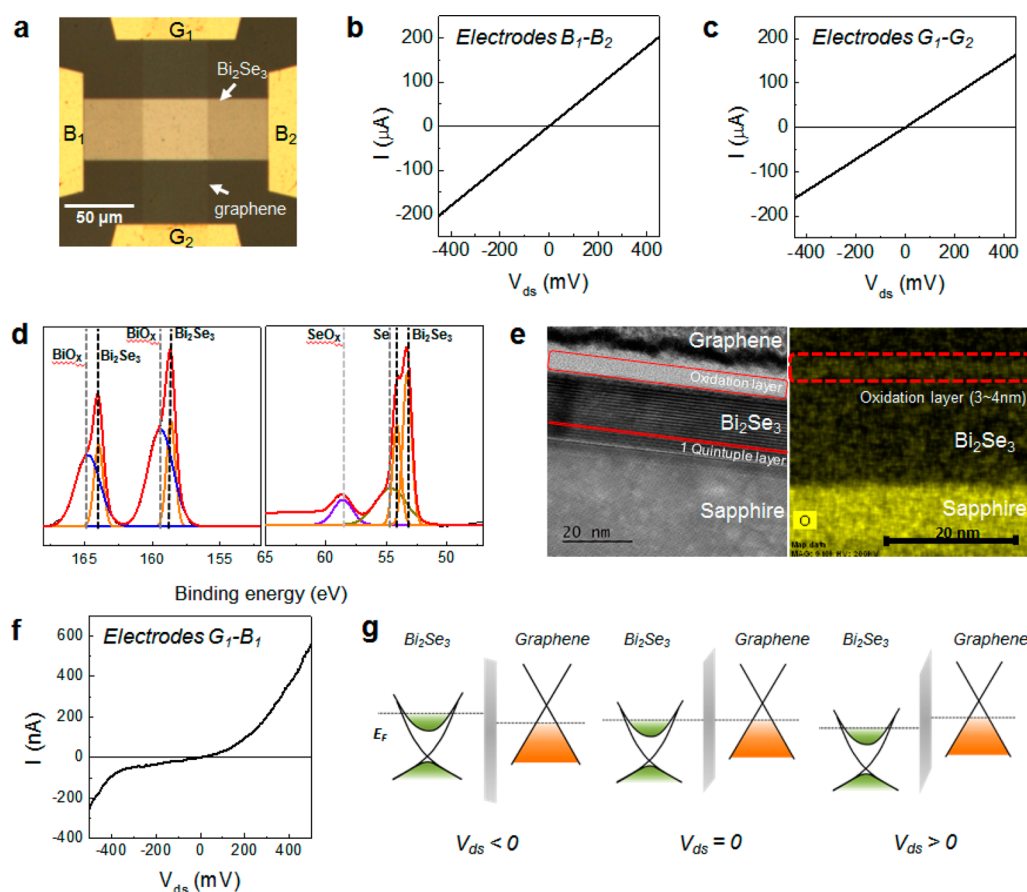 a
G1
Bi2Se3
B1
B2
graphene
50 μm
G2
b
Electrodes B1-B2
200
100
0
-100
-200
I (μA)
-400 -200 0 200 400
Vds (mV)
c
Electrodes G1-G2
200
100
0
-100
-200
I (μA)
-400 -200 0 200 400
Vds (mV)
d
BiOX
Bi2Se3
BiOX
Bi2Se3
165 160 155
SeOX
Se
Bi2Se3
65 60 55 50
Binding energy (eV)
e
Graphene
Oxidation layer
Bi2Se3
1 Quintuple layer
Sapphire
20 nm
Oxidation layer (3~4nm)
Bi2Se3
Sapphire
O
20 nm
Map data
f
Electrodes G1-B1
600
400
200
0
-200
-400
I (nA)
-400 -200 0 200 400
Vds (mV)
g
Bi2Se3 Graphene Bi2Se3 Graphene Bi2Se3 Graphene
EF
Vds < 0 Vds = 0 Vds > 0